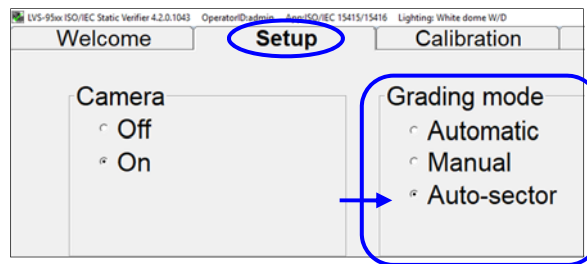 LVS-95xx ISO/IEC Static Verifier 4.2.0.1043 OperatorID:admin App:ISO/IEC 15415/15416 Lighting: White dome W/D
Welcome Setup Calibration
Camera
Off
On
Grading mode
Automatic
Manual
Auto-sector